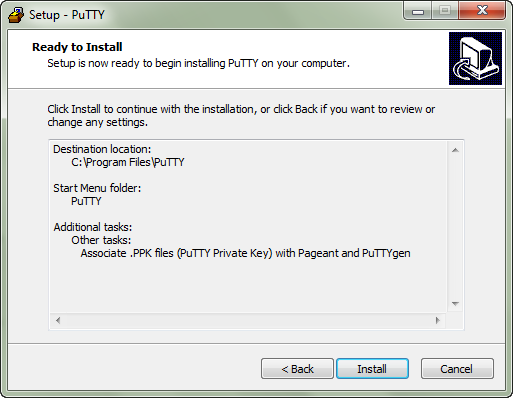 Setup - PuTTY
Ready to Install
Setup is now ready to begin installing PuTTY on your computer.
Click Install to continue with the installation, or click Back if you want to review or
change any settings.
Destination location:
C:\Program Files\PuTTY
Start Menu folder:
PuTTY
Additional tasks:
Other tasks:
Associate .PPK files (PuTTY Private Key) with Pageant and PuTTYgen
< Back
Install
Cancel